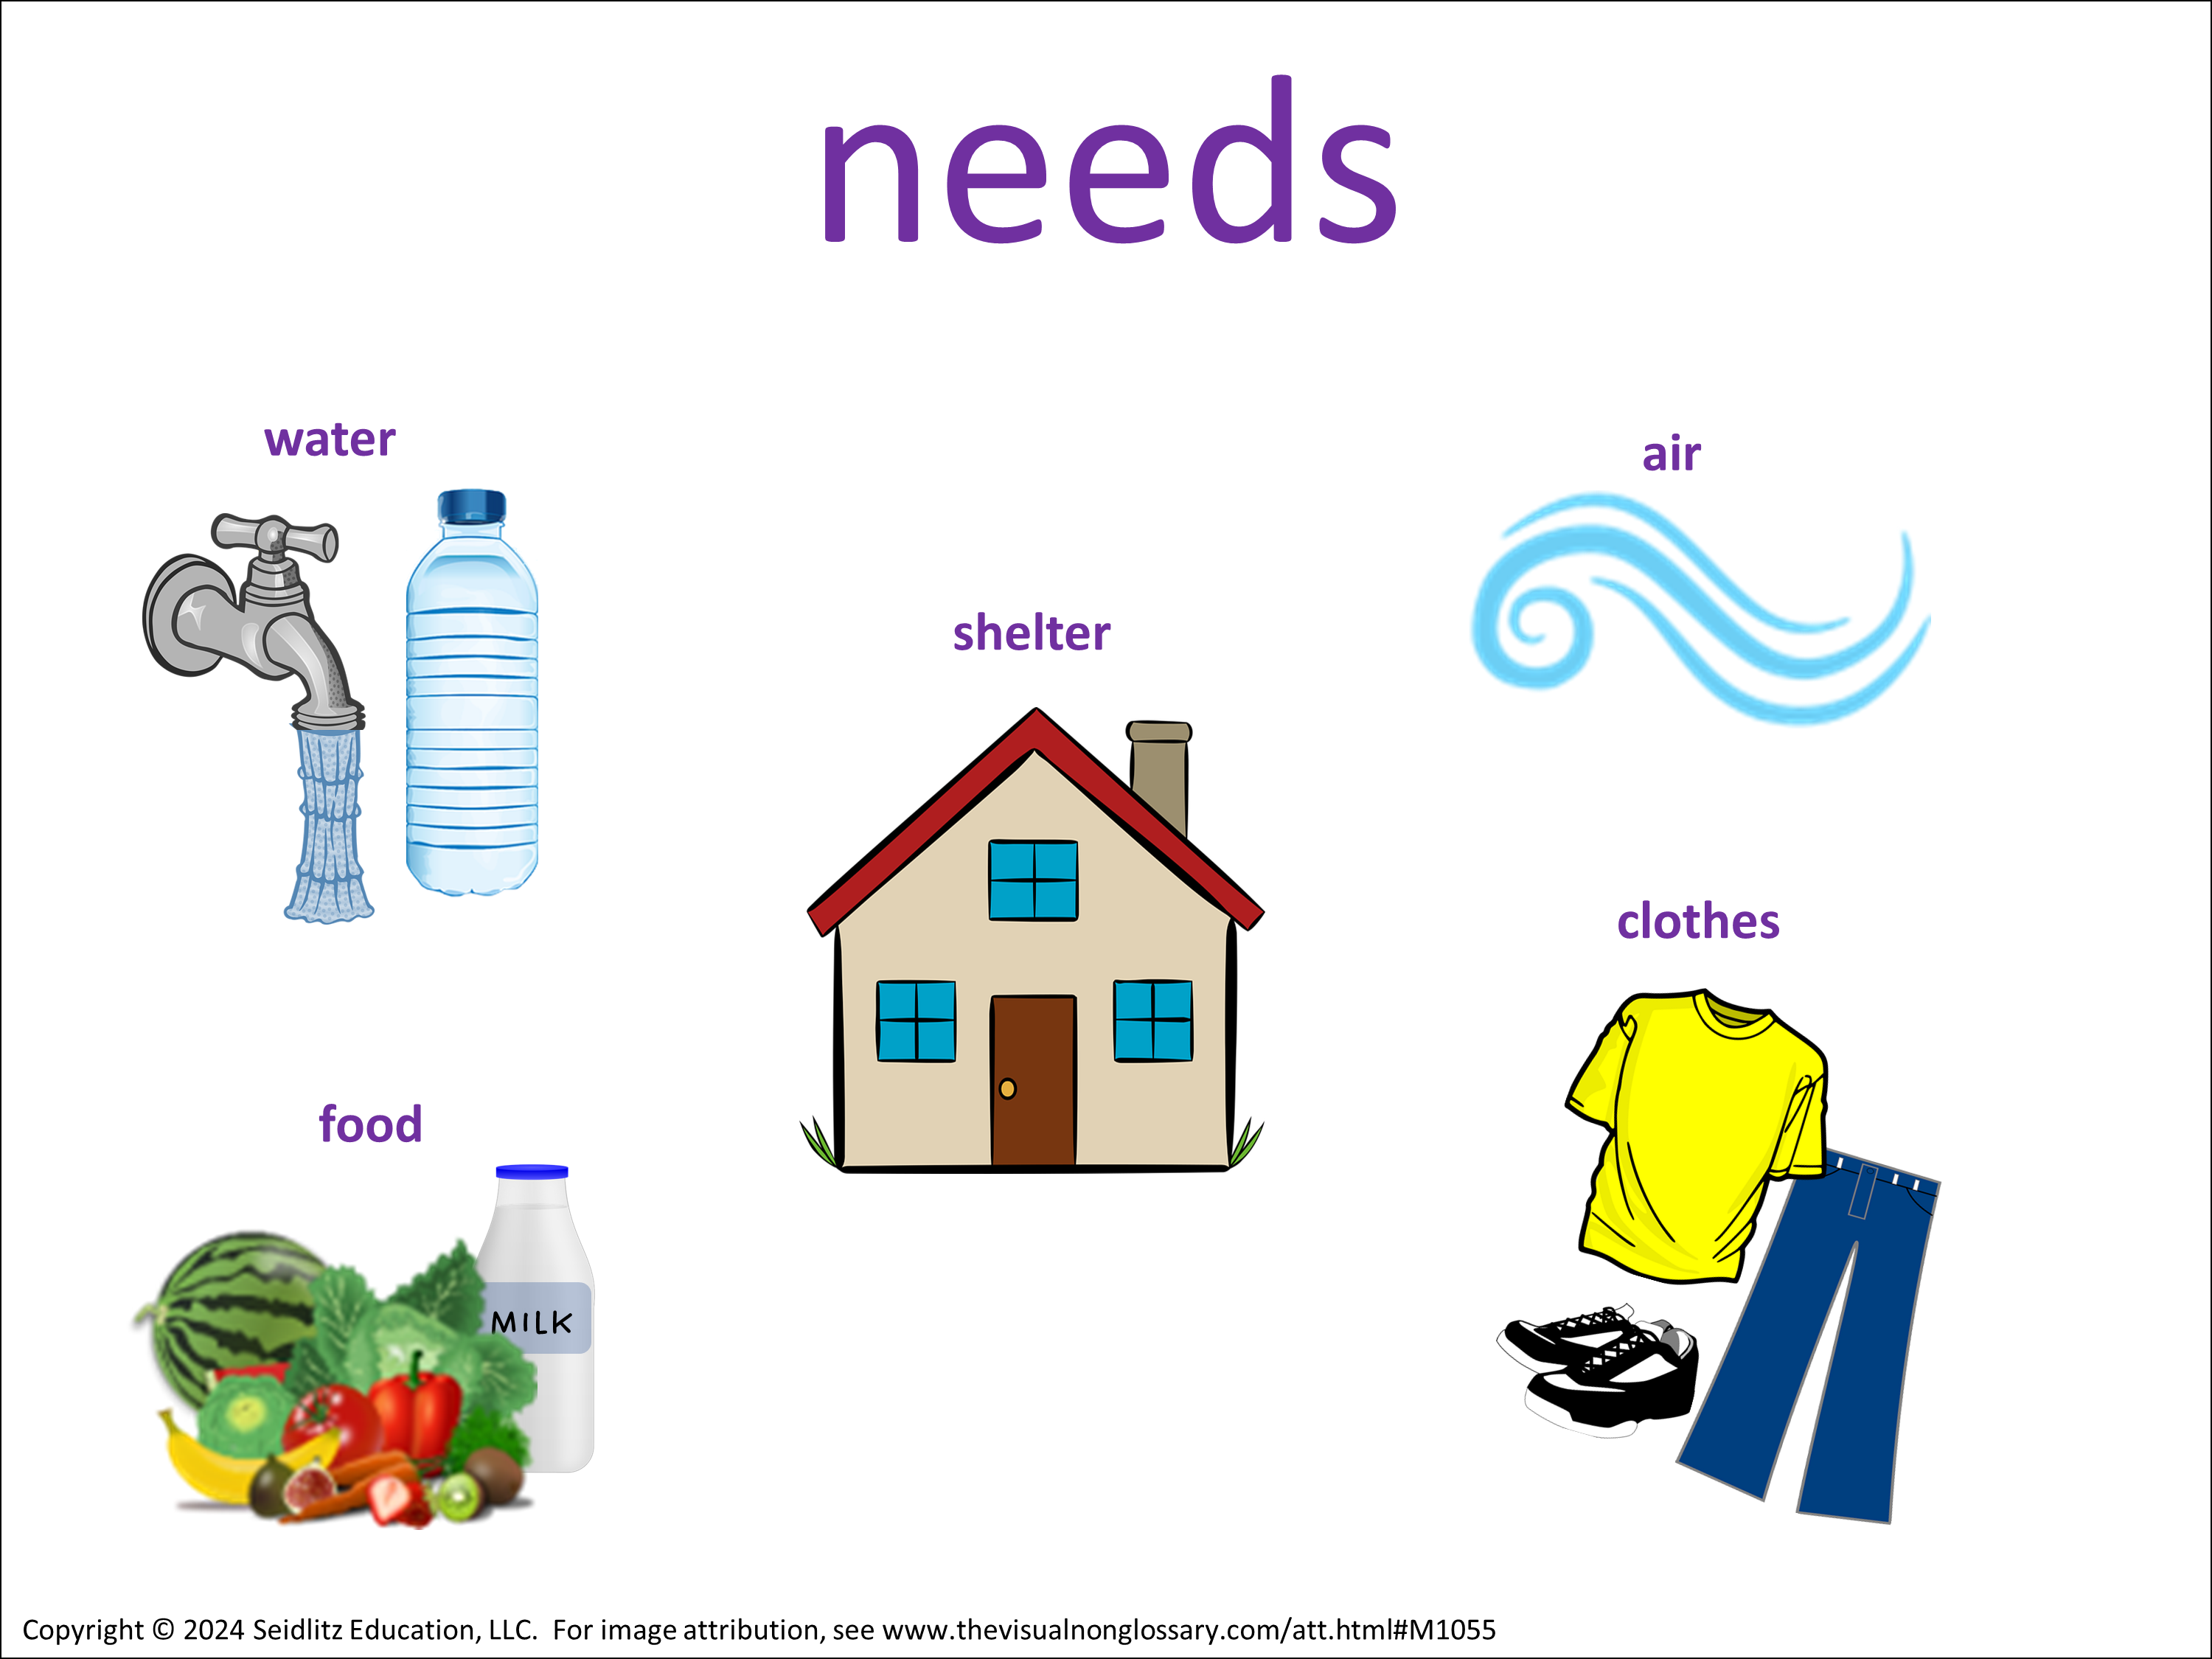 needs
water
air
shelter
clothes
food
MILK
Copyright © 2024 Seidlitz Education, LLC.  For image attribution, see www.thevisualnonglossary.com/att.html#M1055